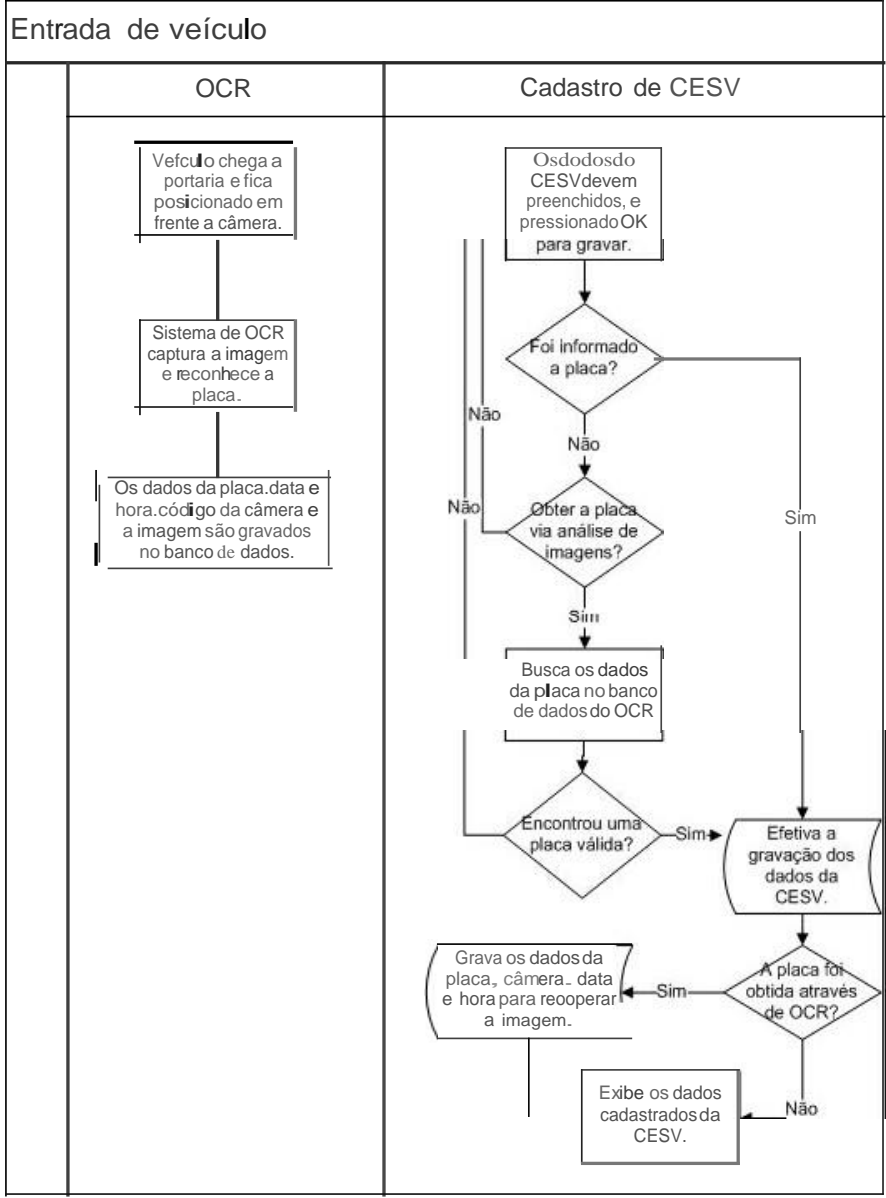 Entrada de veículo
OCR
Cadastro de CESV
Vefculo chega a
portaria e fica
posicionado em
frente a câmera.
Sistema de OCR
captura a imagem
e reconhece a
placa.
Os dados da placa.data e
hora.código da câmera e
a imagem são gravados
no banco de dados.
Osdodosdo
CESVdevem
preenchidos, e
pressionado OK
para gravar.
Foi informado
a placa?
Não
Não
Obter a placa
via análise de
imagens?
Não
Sim
Sim
Busca os dados
da placa no banco
de dados do OCR
Encontrou uma
placa válida?
Sim
Efetiva a
gravação dos
dados da
CESV.
A placa foi
obtida através
de OCR?
Sim
Grava os dados da
placa, câmera. data
e hora para reooperar
a imagem.
Não
Exibe os dados
cadastrados da
CESV.